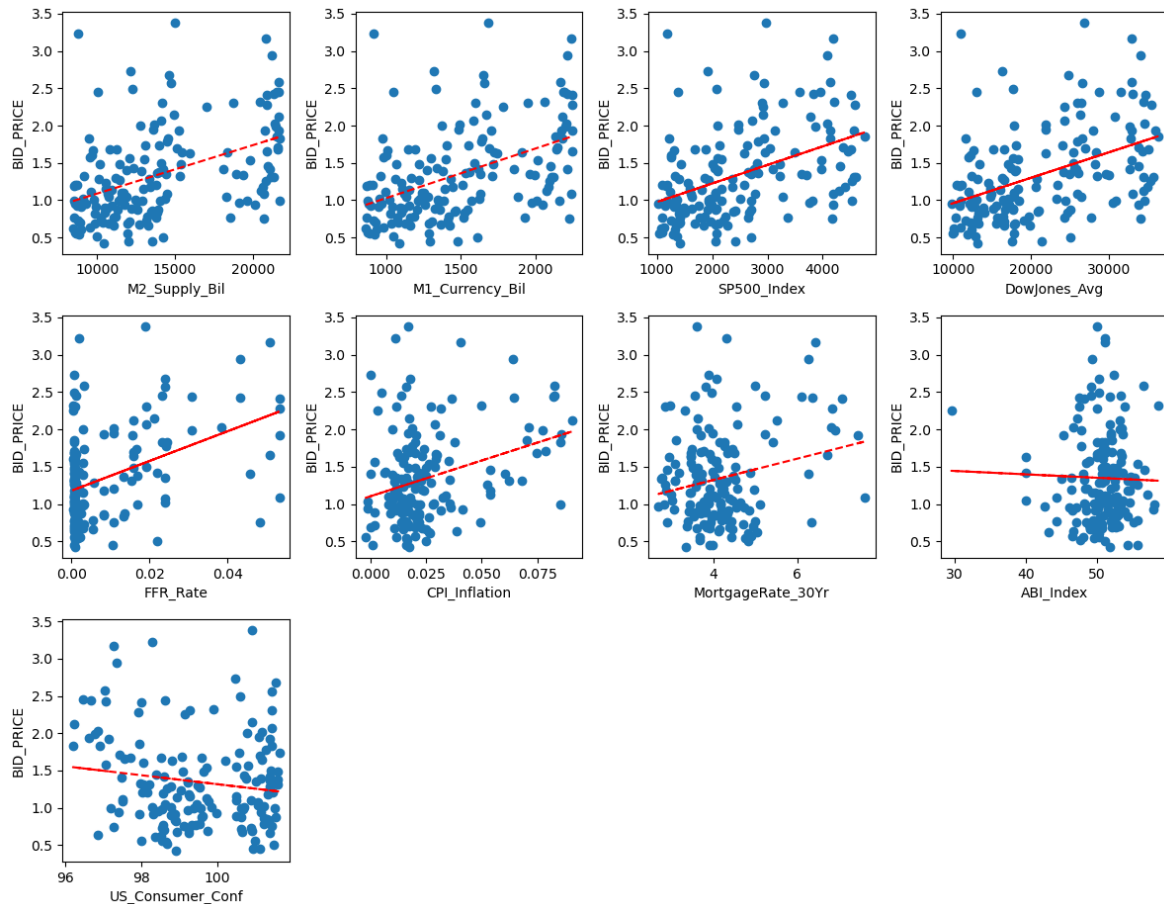 3.5
3.0
2.5
2.0
1.5
1.0
0.5
BID_PRICE
10000 15000 20000
M2_Supply_Bil
3.5
3.0
2.5
2.0
1.5
1.0
0.5
BID_PRICE
1000 1500 2000
M1_Currency_Bil
3.5
3.0
2.5
2.0
1.5
1.0
0.5
BID_PRICE
1000 2000 3000 4000
SP500_Index
3.5
3.0
2.5
2.0
1.5
1.0
0.5
BID_PRICE
10000 20000 30000
DowJones_Avg
3.5
3.0
2.5
2.0
1.5
1.0
0.5
BID_PRICE
0.00 0.02 0.04
FFR_Rate
3.5
3.0
2.5
2.0
1.5
1.0
0.5
BID_PRICE
0.000 0.025 0.050 0.075
CPI_Inflation
3.5
3.0
2.5
2.0
1.5
1.0
0.5
BID_PRICE
4 6
MortgageRate_30Yr
3.5
3.0
2.5
2.0
1.5
1.0
0.5
BID_PRICE
30 40 50
ABI_Index
3.5
3.0
2.5
2.0
1.5
1.0
0.5
BID_PRICE
96 98 100
US_Consumer_Conf